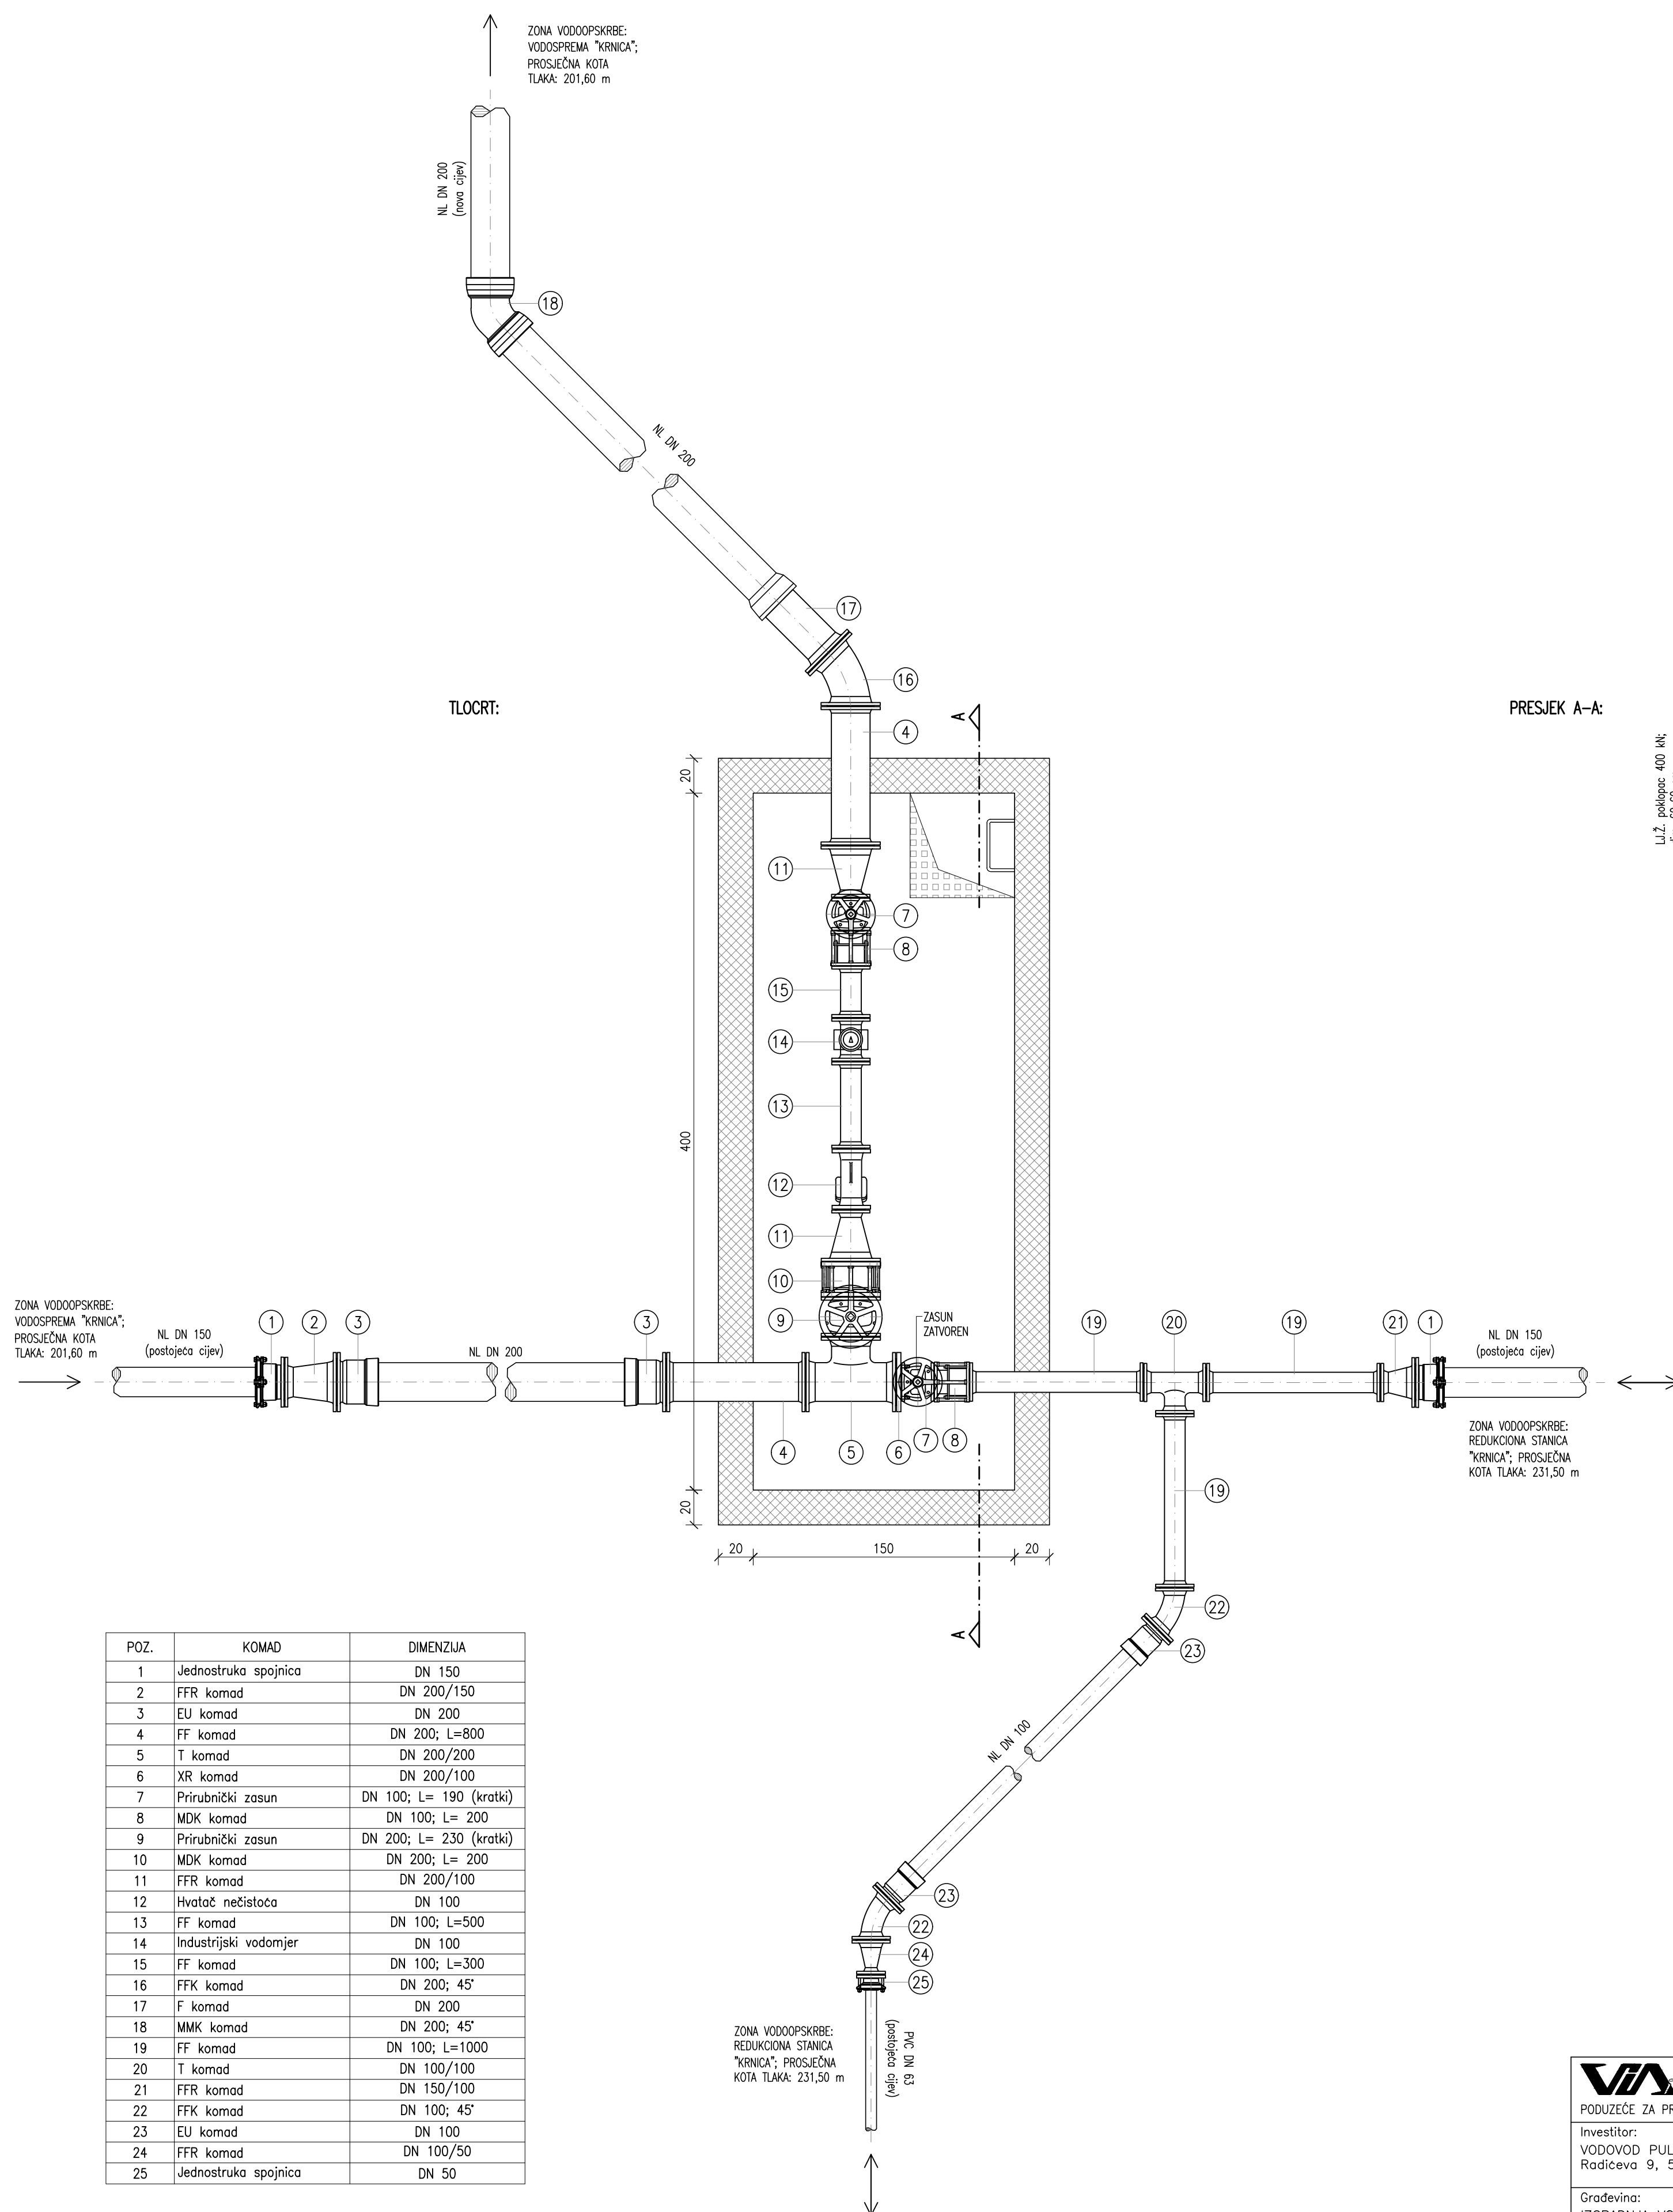 ZONA VODOOPSKRBE:
VODOSPREMA "KRNICA";
PROSJEČNA KOTA
TLAKA: 201,60 m
NL DN 200
(nova cijev)
18
NL DN 200
17
16
TLOCRT:
PRESJEK A-A:
A
4
LJ.Ž. poklopac 400 kN;
20
11
7
8
15
14
400
13
12
11
10
9
ZASUN
ZATVOREN
ZONA VODOOPSKRBE:
VODOSPREMA "KRNICA";
PROSJEČNA KOTA
TLAKA: 201,60 m
NL DN 150
(postojeća cijev)
1
2
3
NL DN 200
3
19
20
19
21
1
NL DN 150
(postojeća cijev)
4
5
6
7
8
ZONA VODOOPSKRBE:
REDUKCIONA STANICA
"KRNICA"; PROSJEČNA
KOTA TLAKA: 231,50 m
19
20
20
150
20
22
A
23
NL DN 100
23
22
24
25
ZONA VODOOPSKRBE:
REDUKCIONA STANICA
"KRNICA"; PROSJEČNA
KOTA TLAKA: 231,50 m
PVC DN 63
(postojeća cijev)
POZ. KOMAD DIMENZIJA
1 Jednostruka spojnica DN 150
2 FFR komad DN 200/150
3 EU komad DN 200
4 FF komad DN 200; L=800
5 T komad DN 200/200
6 XR komad DN 200/100
7 Prirubnički zasun DN 100; L= 190 (kratki)
8 MDK komad DN 100; L= 200
9 Prirubnički zasun DN 200; L= 230 (kratki)
10 MDK komad DN 200; L= 200
11 FFR komad DN 200/100
12 Hvatač nečistoća DN 100
13 FF komad DN 100; L=500
14 Industrijski vodomjer DN 100
15 FF komad DN 100; L=300
16 FFK komad DN 200; 45°
17 F komad DN 200
18 MMK komad DN 200; 45°
19 FF komad DN 100; L=1000
20 T komad DN 100/100
21 FFR komad DN 150/100
22 FFK komad DN 100; 45°
23 EU komad DN 100
24 FFR komad DN 100/50
25 Jednostruka spojnica DN 50
PODUZEĆE ZA PR
Investitor:
VODOVOD PUL
Radićeva 9, 5
Građevina: